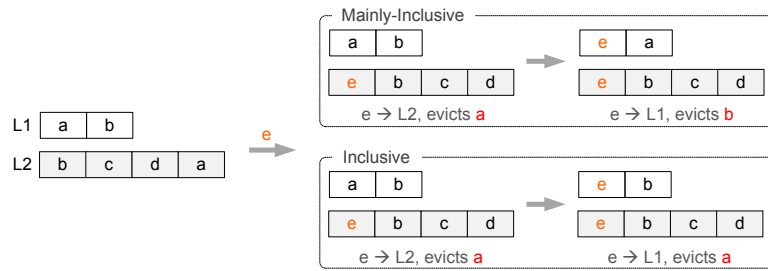 Mainly-Inclusive
a b
e b c d
e → L2, evicts a
e a
e b c d
e → L1, evicts b
L1 a b
L2 b c d a
e
Inclusive
a b
e b c d
e → L2, evicts a
e b
e b c d
e → L1, evicts a